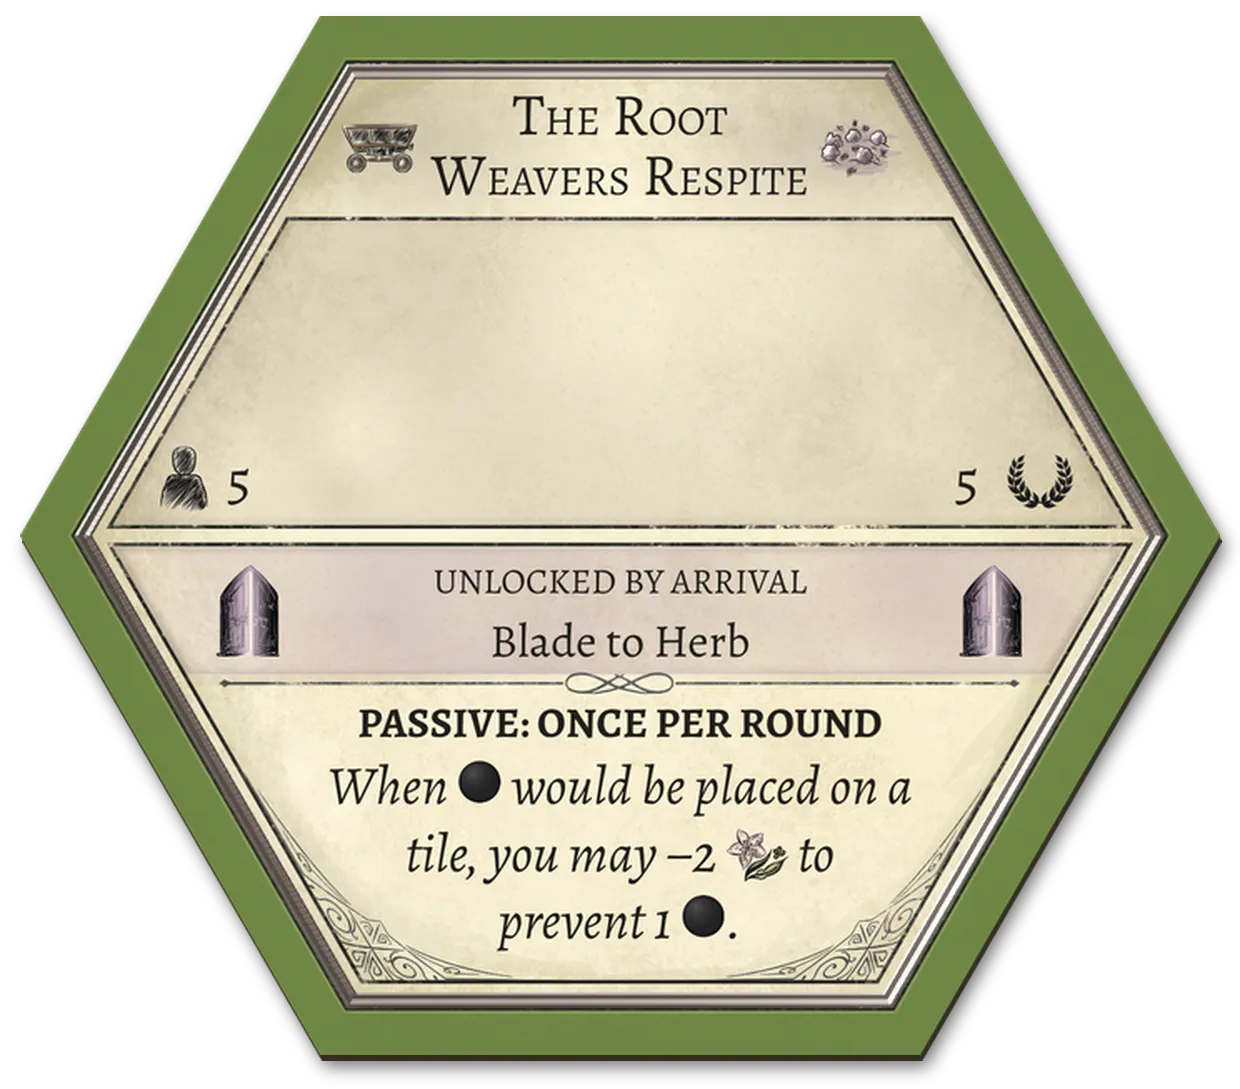 The Root
Weavers Respite
5
5
UNLOCKED BY ARRIVAL
Blade to Herb
PASSIVE: ONCE PER ROUND
When would be placed on a
tile, you may –2 to
prevent 1 .